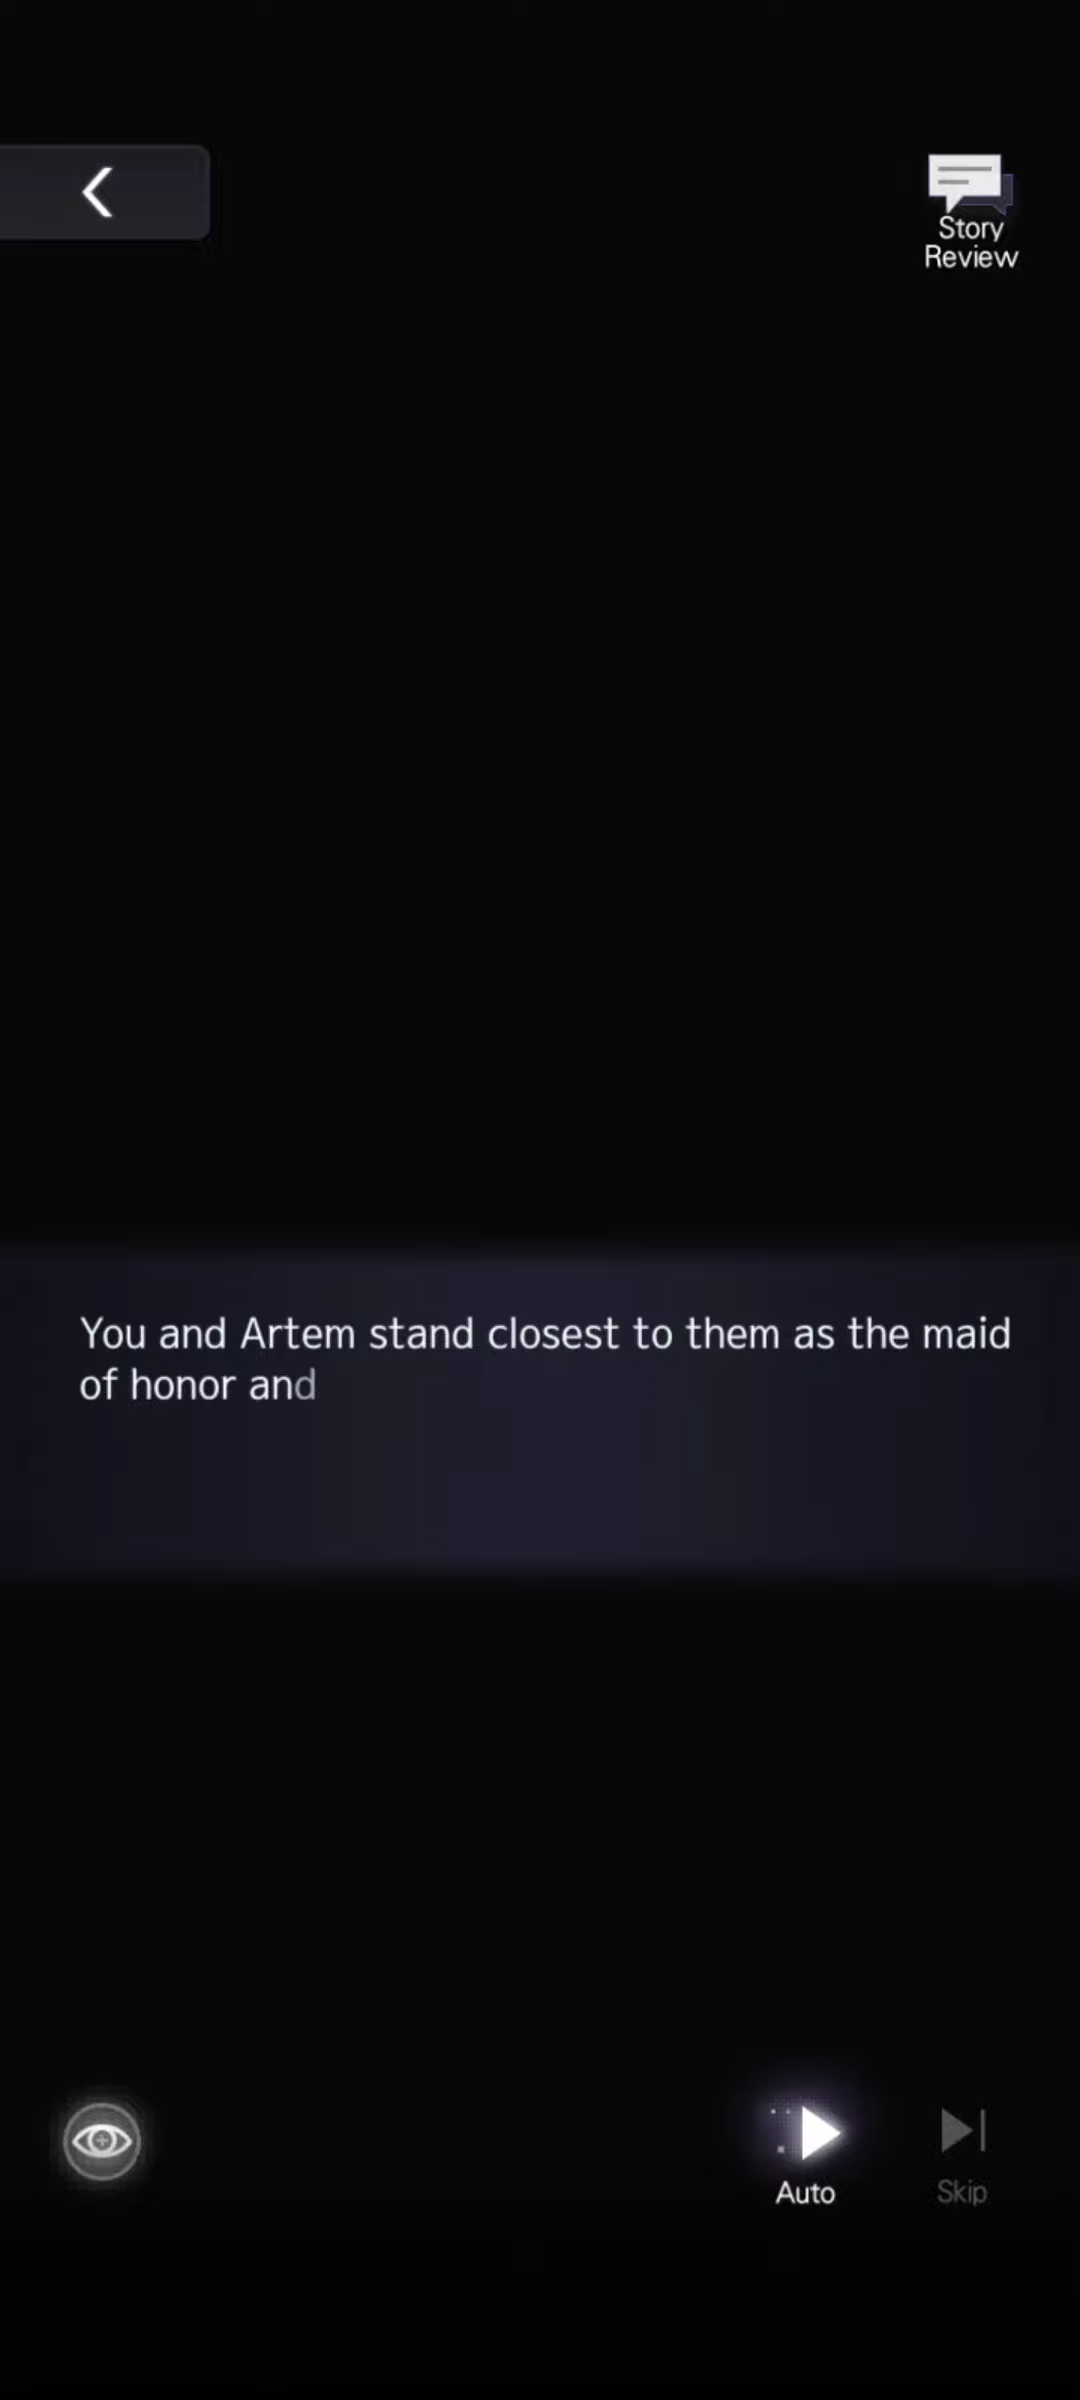 Story
Review
You and Artem stand closest to them as the maid
of honor and
Auto
Skip